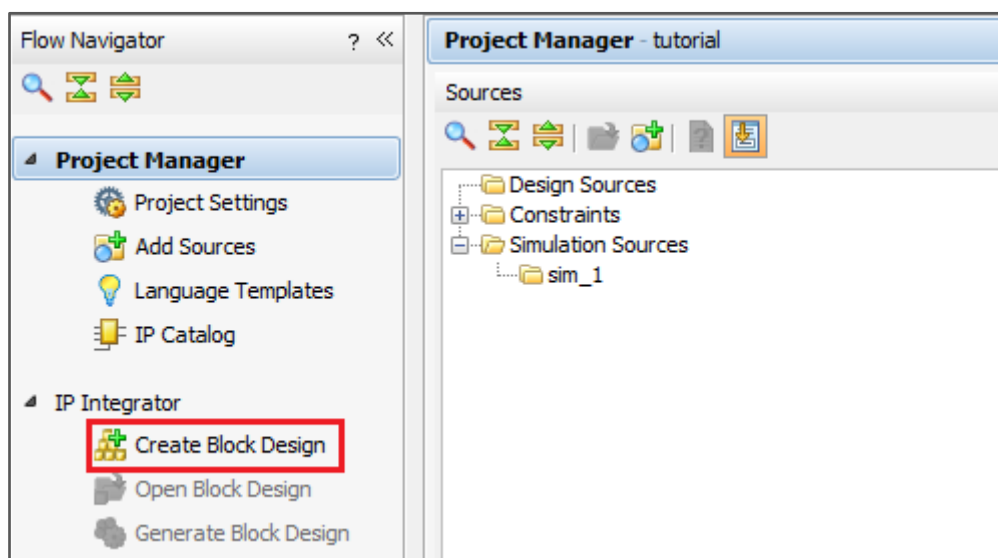 Flow Navigator ? «
Project Manager
Project Settings
Add Sources
Language Templates
IP Catalog
IP Integrator
Create Block Design
Open Block Design
Generate Block Design
Project Manager - tutorial
Sources
Design Sources
Constraints
Simulation Sources
sim_1